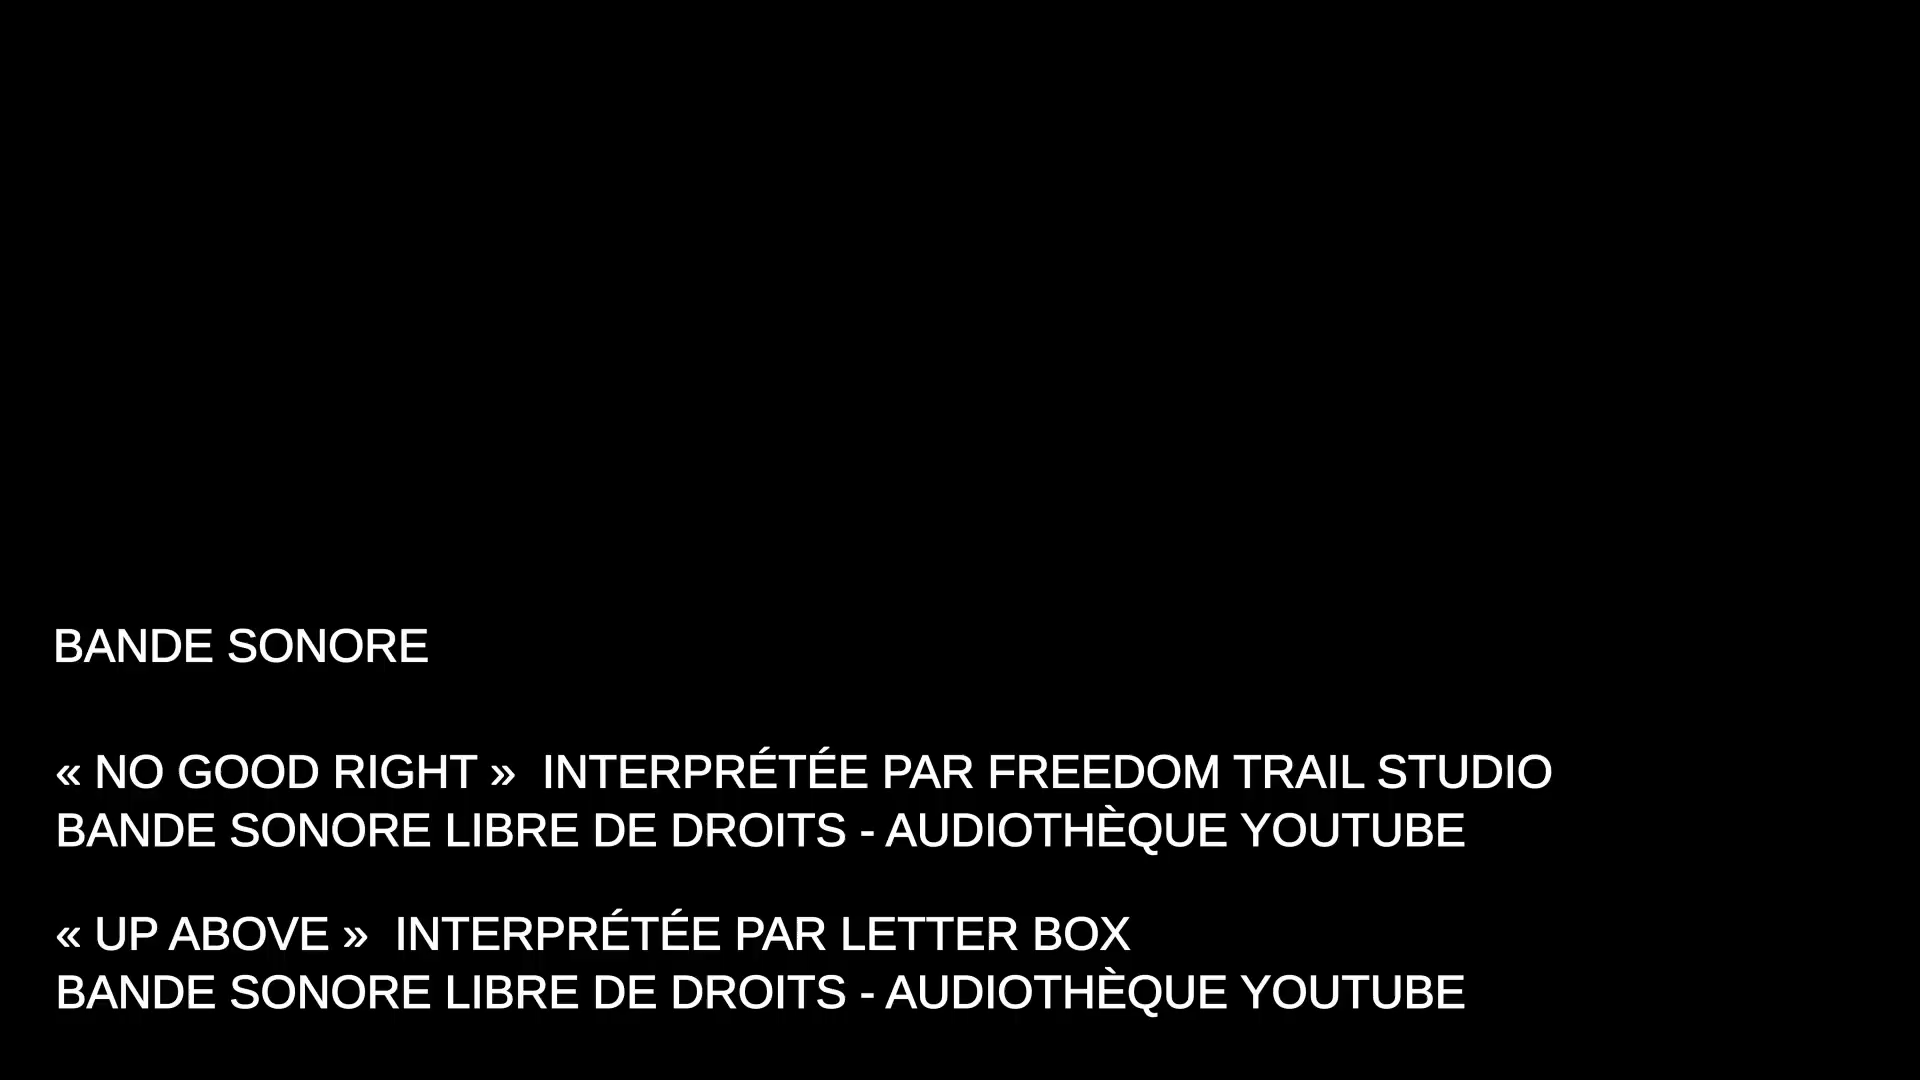 BANDE SONORE
« NO GOOD RIGHT »  INTERPRÉTÉE PAR FREEDOM TRAIL STUDIO
BANDE SONORE LIBRE DE DROITS - AUDIOTHÈQUE YOUTUBE
« UP ABOVE »  INTERPRÉTÉE PAR LETTER BOX
BANDE SONORE LIBRE DE DROITS - AUDIOTHÈQUE YOUTUBE